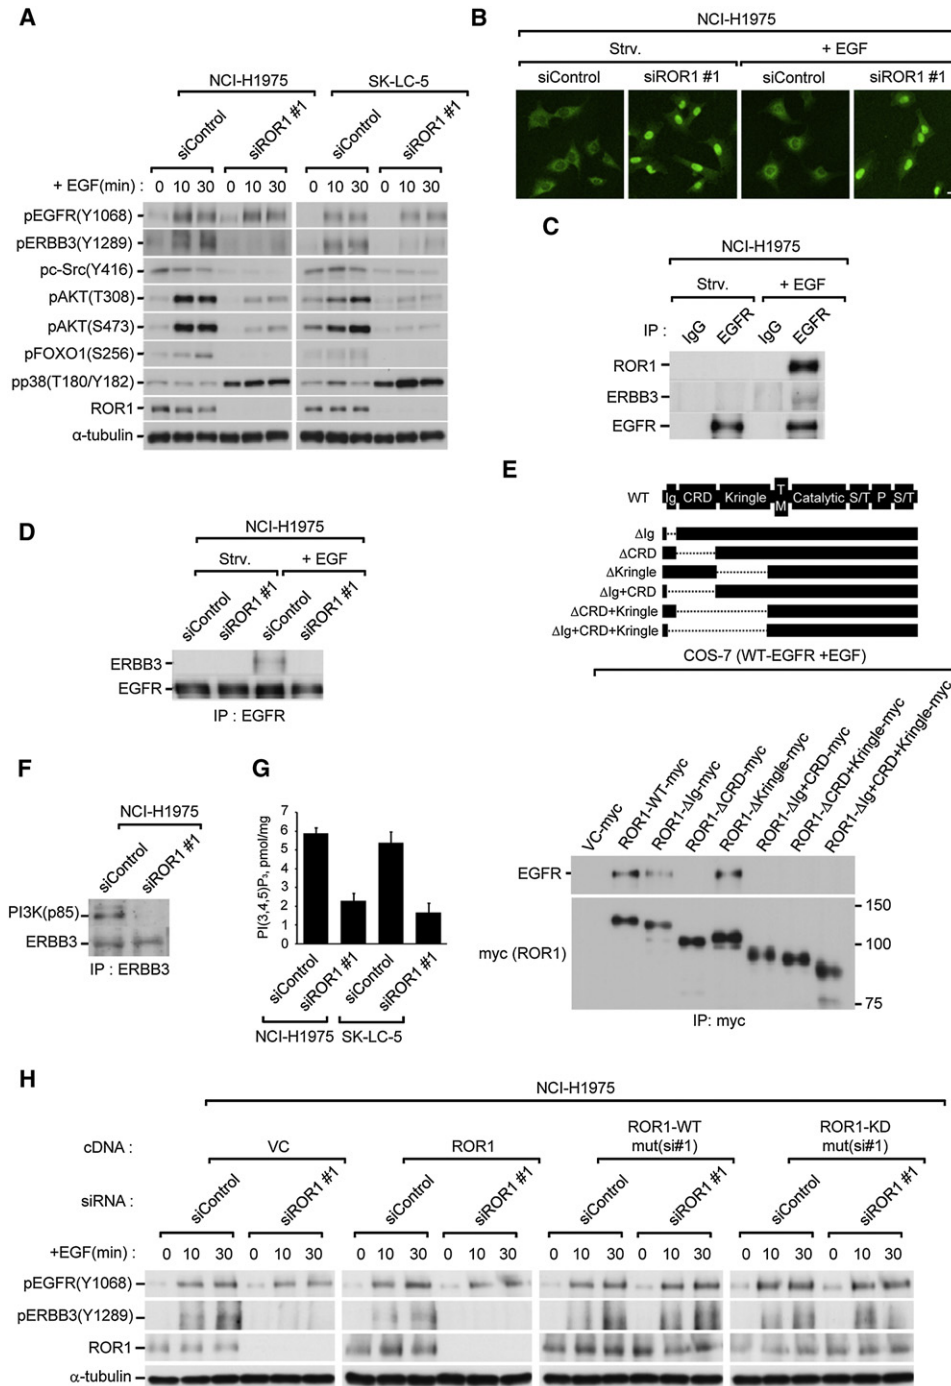 A
NCI-H1975 SK-LC-5
siControl siROR1 #1 siControl siROR1 #1
+ EGF(min) : 0 10 30 0 10 30 0 10 30 0 10 30
pEGFR(Y1068)
pERBB3(Y1289)
pc-Src(Y416)
pAKT(T308)
pAKT(S473)
pFOXO1(S256)
pp38(T180/Y182)
ROR1
α-tubulin
B
NCI-H1975
Strv. + EGF
siControl siROR1 #1 siControl siROR1 #1
C
NCI-H1975
Strv. + EGF
IP : IgG EGFR IgG EGFR
ROR1
ERBB3
EGFR
D
NCI-H1975
Strv. + EGF
siControl siROR1 #1 siControl siROR1 #1
ERBB3
EGFR
IP : EGFR
E
WT Ig CRD Kringle TM Catalytic S/T P S/T
ΔIg
ΔCRD
ΔKringle
ΔIg+CRD
ΔCRD+Kringle
ΔIg+CRD+Kringle
COS-7 (WT-EGFR +EGF)
VC-myc
ROR1-WT-myc
ROR1-ΔIg-myc
ROR1-ΔCRD-myc
ROR1-ΔKringle-myc
ROR1-ΔIg+CRD-myc
ROR1-ΔCRD+Kringle-myc
ROR1-ΔIg+CRD+Kringle-myc
EGFR
myc (ROR1)
150
100
75
IP: myc
F
NCI-H1975
siControl siROR1 #1
PI3K(p85)
ERBB3
IP : ERBB3
G
PI(3,4,5)P₃, pmol/mg
7
6
5
4
3
2
1
0
siControl siROR1 #1 siControl siROR1 #1
NCI-H1975 SK-LC-5
H
NCI-H1975
cDNA : VC ROR1 ROR1-WT mut(si#1) ROR1-KD mut(si#1)
siRNA : siControl siROR1 #1 siControl siROR1 #1 siControl siROR1 #1 siControl siROR1 #1
+EGF(min) : 0 10 30 0 10 30 0 10 30 0 10 30 0 10 30 0 10 30 0 10 30 0 10 30
pEGFR(Y1068)
pERBB3(Y1289)
ROR1
α-tubulin